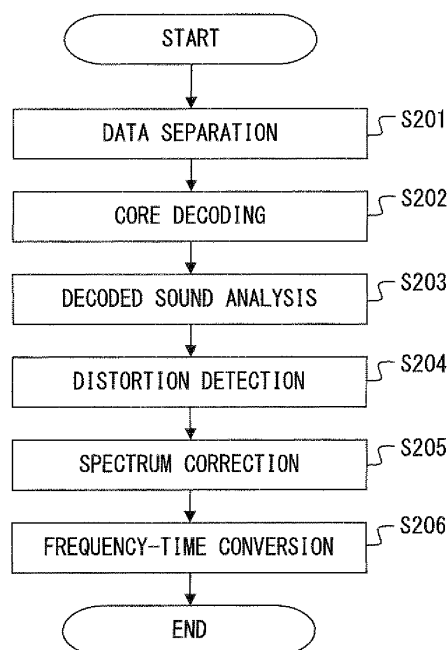 START
DATA SEPARATION
S201
CORE DECODING
S202
DECODED SOUND ANALYSIS
S203
DISTORTION DETECTION
S204
SPECTRUM CORRECTION
S205
FREQUENCY-TIME CONVERSION
S206
END